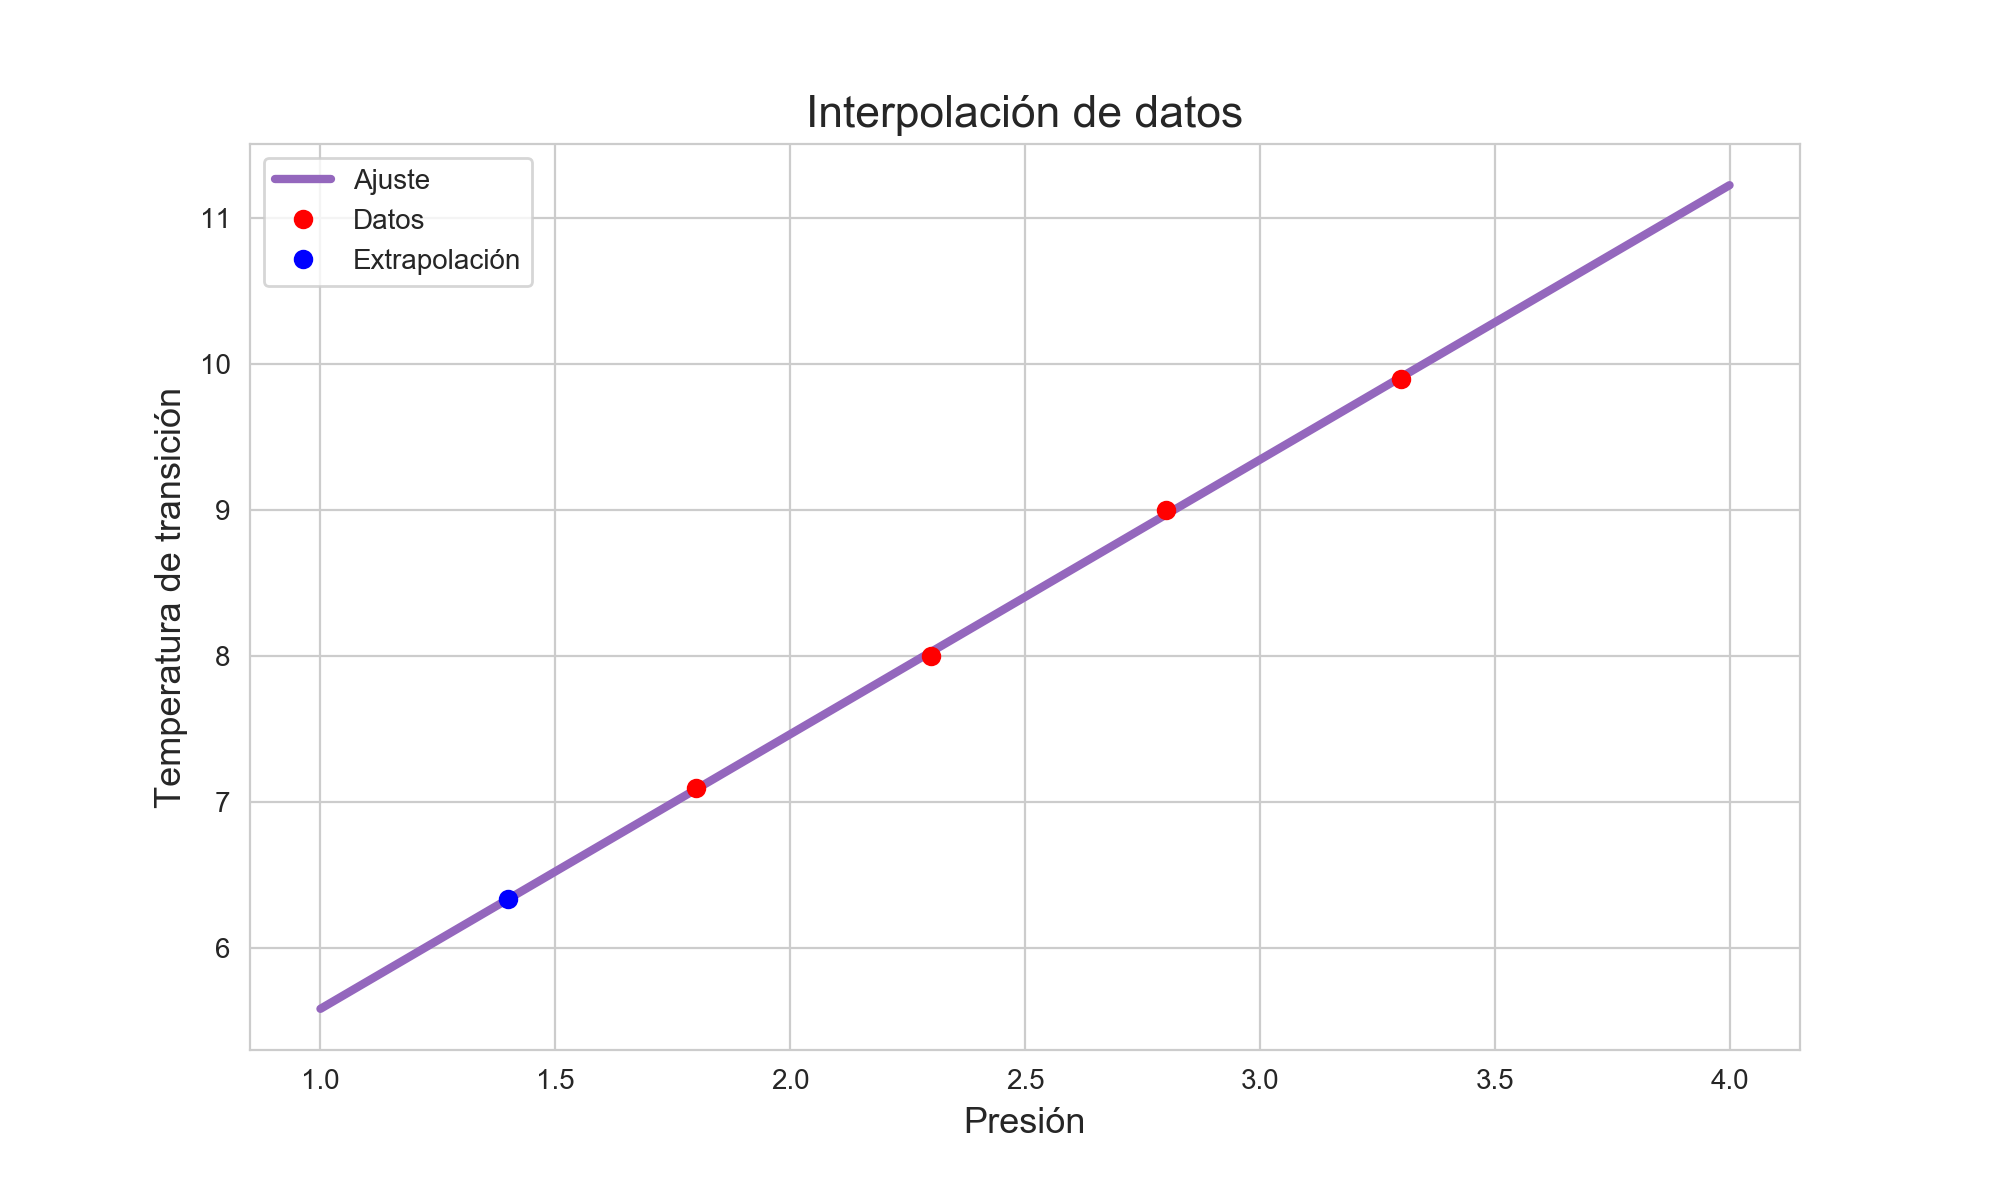 Interpolación de datos
Ajuste
Datos
Extrapolación
11
10
9
8
7
6
Temperatura de transición
1.0 1.5 2.0 2.5 3.0 3.5 4.0
Presión